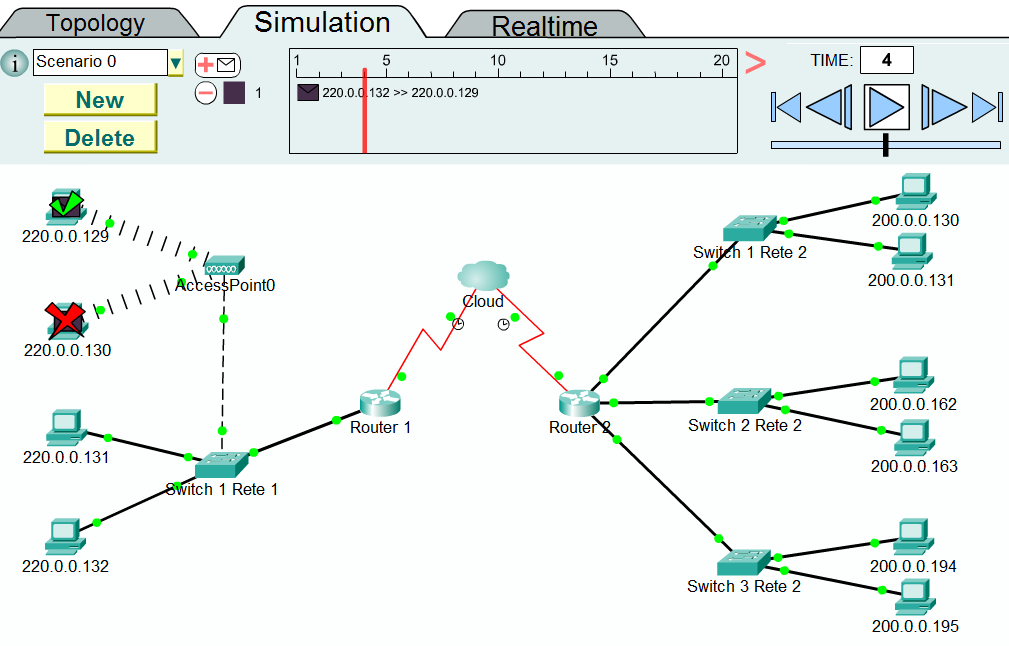 Topology
Simulation
Realtime
i
Scenario 0
New
Delete
1
1 5 10 15 20
220.0.0.132 >> 220.0.0.129
>
TIME: 4
220.0.0.129
AccessPoint0
220.0.0.130
220.0.0.131
Switch 1 Rete 1
220.0.0.132
Cloud
Router 1
Router 2
Switch 1 Rete 2
200.0.0.130
200.0.0.131
Switch 2 Rete 2
200.0.0.162
200.0.0.163
Switch 3 Rete 2
200.0.0.194
200.0.0.195